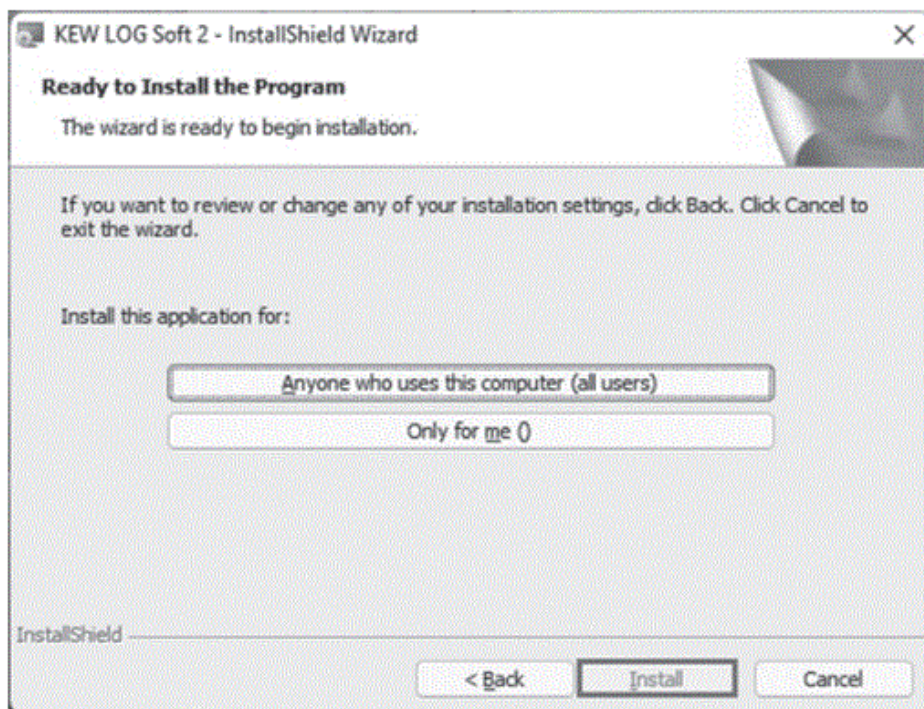 KEW LOG Soft 2 - InstallShield Wizard
Ready to Install the Program
The wizard is ready to begin installation.
If you want to review or change any of your installation settings, click Back. Click Cancel to
exit the wizard.
Install this application for:
Anyone who uses this computer (all users)
Only for me ()
InstallShield
< Back Install Cancel